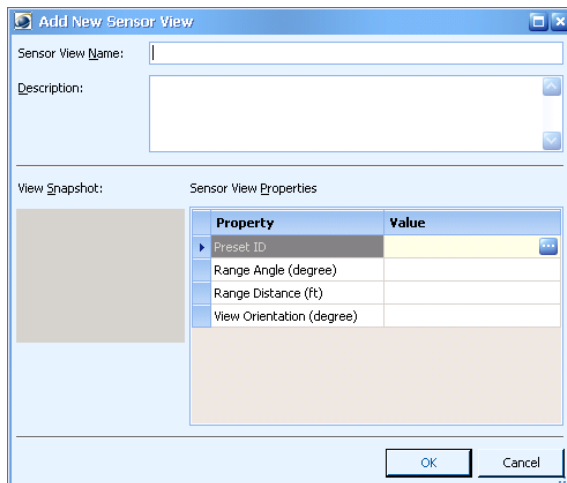 Add New Sensor View
Sensor View Name:
Description:
View Snapshot:
Sensor View Properties
Property Value
Preset ID
Range Angle (degree)
Range Distance (ft)
View Orientation (degree)
OK Cancel